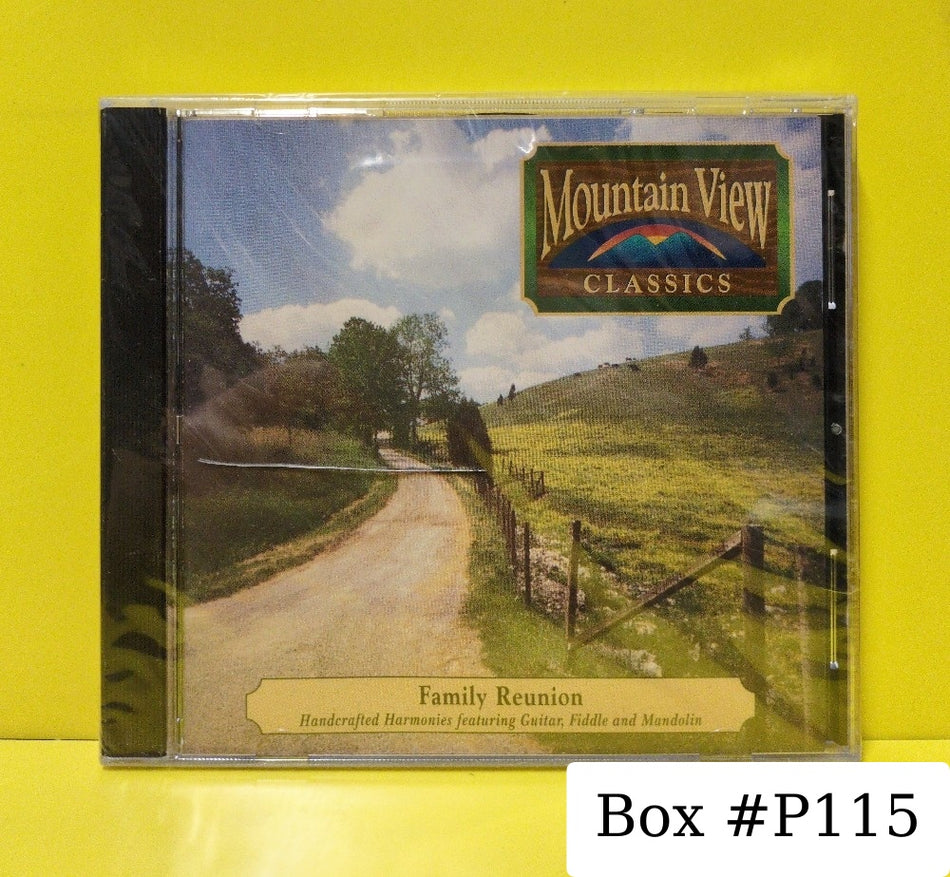 Mountain View
CLASSICS
Family Reunion
Handcrafted Harmonies featuring Guitar, Fiddle and Mandolin
Box #P115